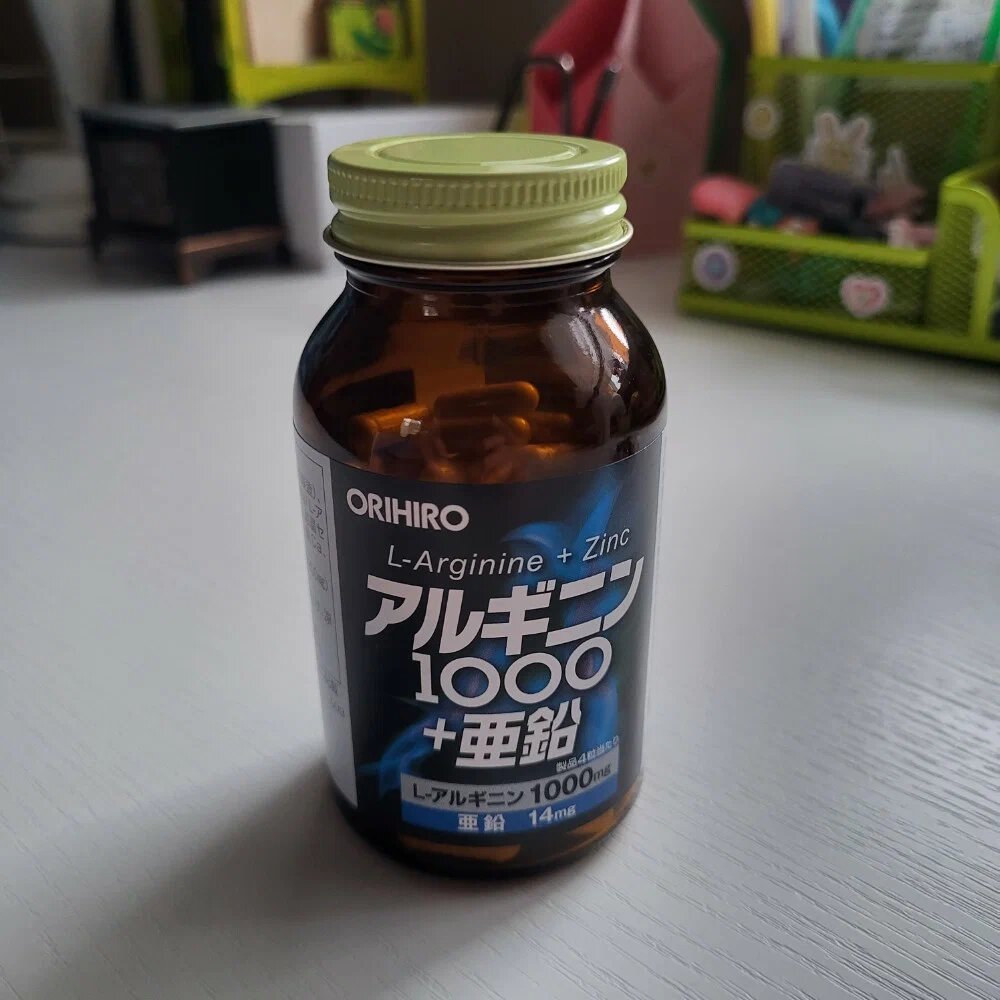 ORIHIRO
L-Arginine + Zinc
アルギニン
1000
+亜鉛
製品4粒当たり
L-アルギニン 1000mg
亜鉛 14mg